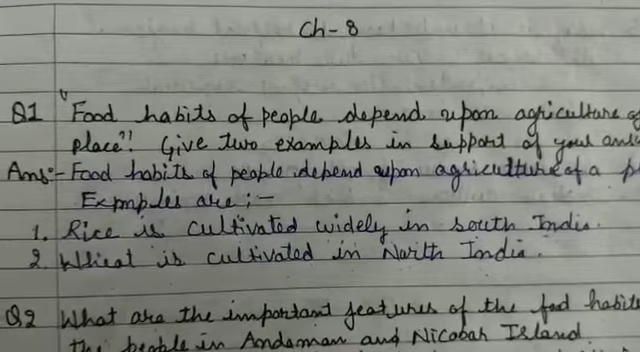 Ch-8
Q1 "Food habits of people depend upon agriculture of
place"! Give two examples in support of your
Ans:- Food habits of people depend upon agriculture of a
Exmples are :-
1. Rice is cultivated widely in south India.
2. Wheat is cultivated in North India.
Q2 What are the important features of the food habits
the people in Andaman and Nicobar Island